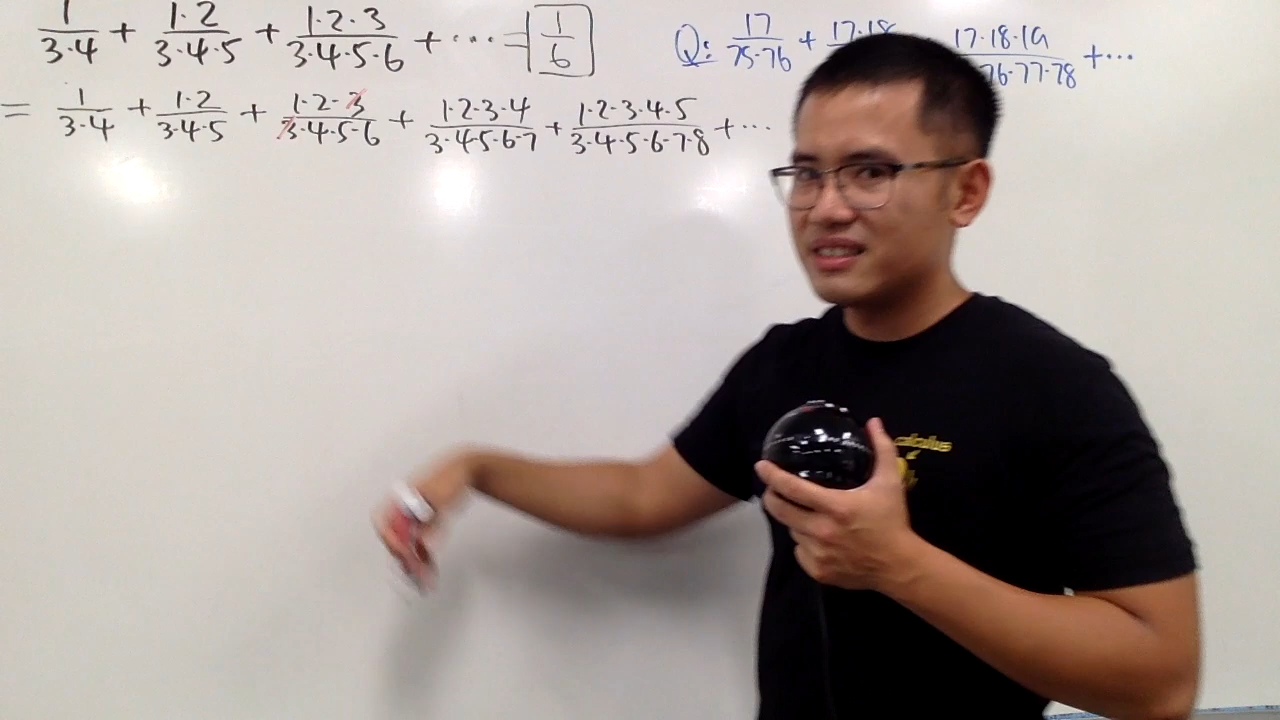 1/(3·4) + (1·2)/(3·4·5) + (1·2·3)/(3·4·5·6) + ··· = 1/6
Q: 17/(75·76) + 17·18 17·18·19/76·77·78 + ···
= 1/(3·4) + (1·2)/(3·4·5) + (1·2·3)/(3·4·5·6) + (1·2·3·4)/(3·4·5·6·7) + (1·2·3·4·5)/(3·4·5·6·7·8) + ···
calculus